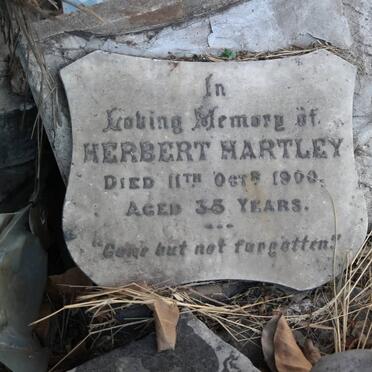 In
Loving Memory of
HERBERT HARTLEY
DIED 11TH OCTR 1900.
AGED 35 YEARS.
"Gone but not forgotten."